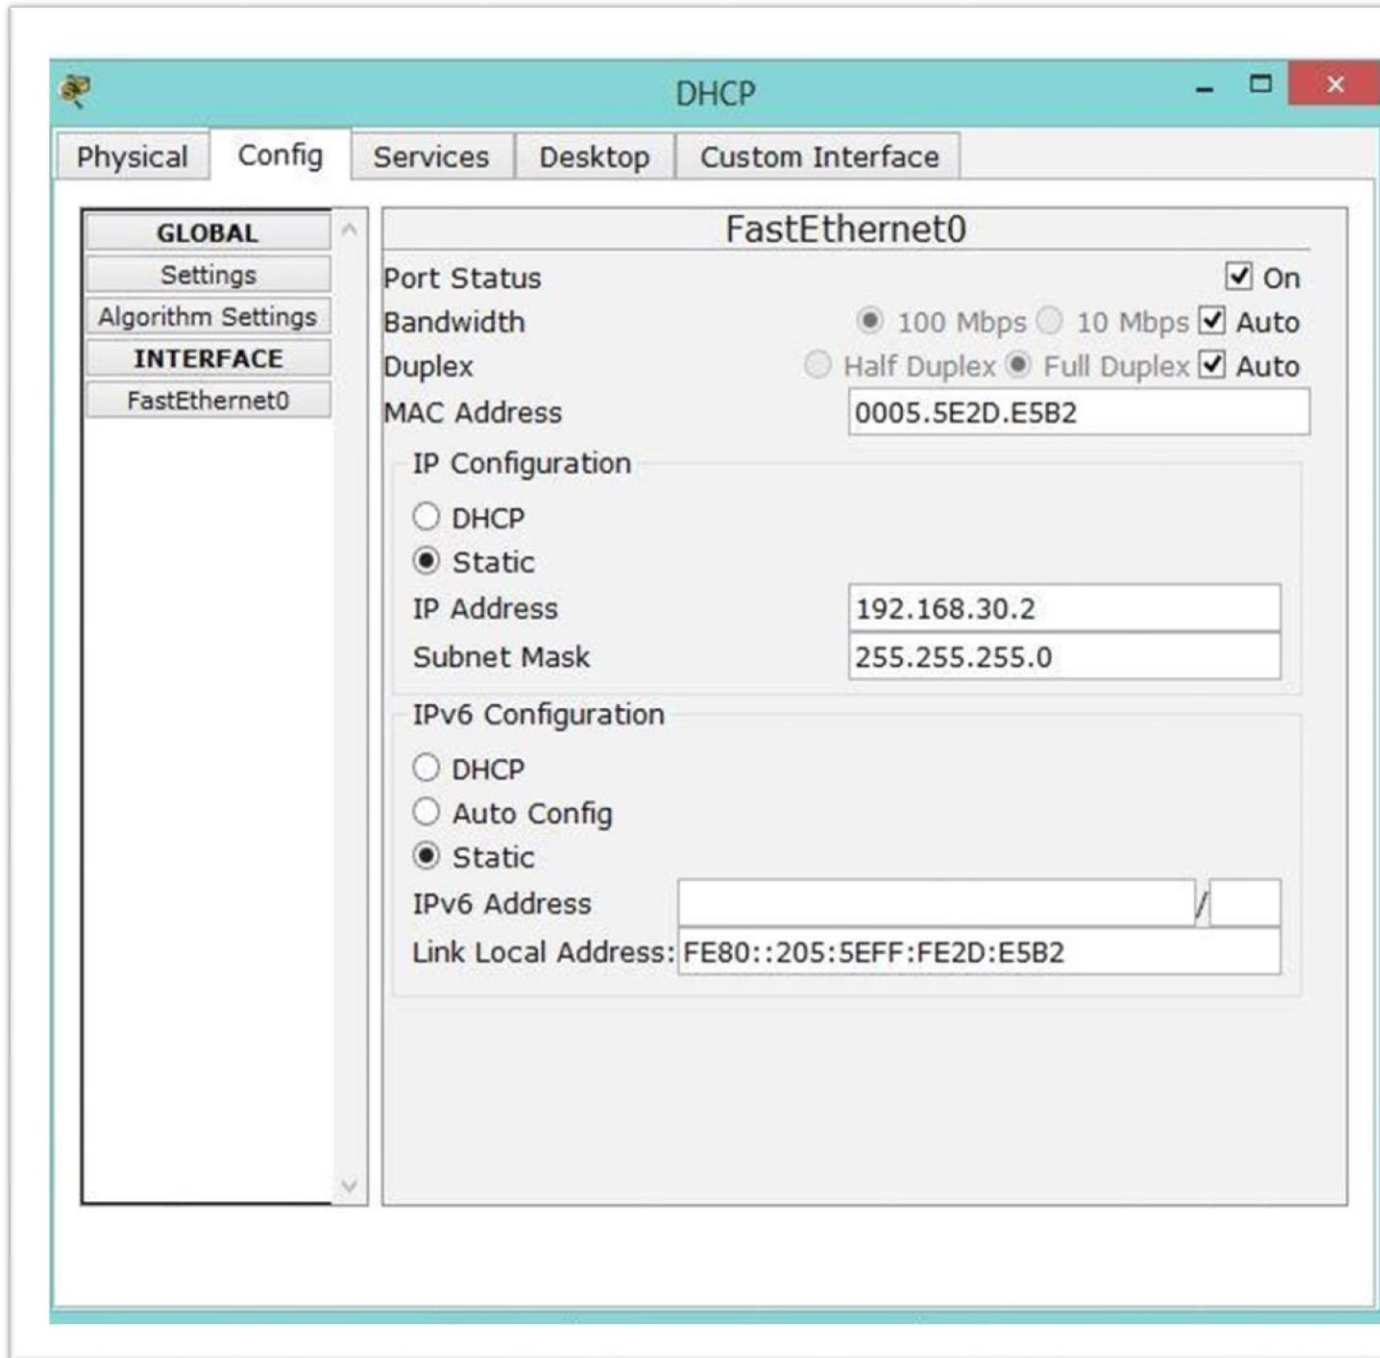 DHCP
Physical Config Services Desktop Custom Interface
GLOBAL
Settings
Algorithm Settings
INTERFACE
FastEthernet0
FastEthernet0
Port Status On
Bandwidth 100 Mbps 10 Mbps Auto
Duplex Half Duplex Full Duplex Auto
MAC Address 0005.5E2D.E5B2
IP Configuration
DHCP
Static
IP Address 192.168.30.2
Subnet Mask 255.255.255.0
IPv6 Configuration
DHCP
Auto Config
Static
IPv6 Address /
Link Local Address: FE80::205:5EFF:FE2D:E5B2